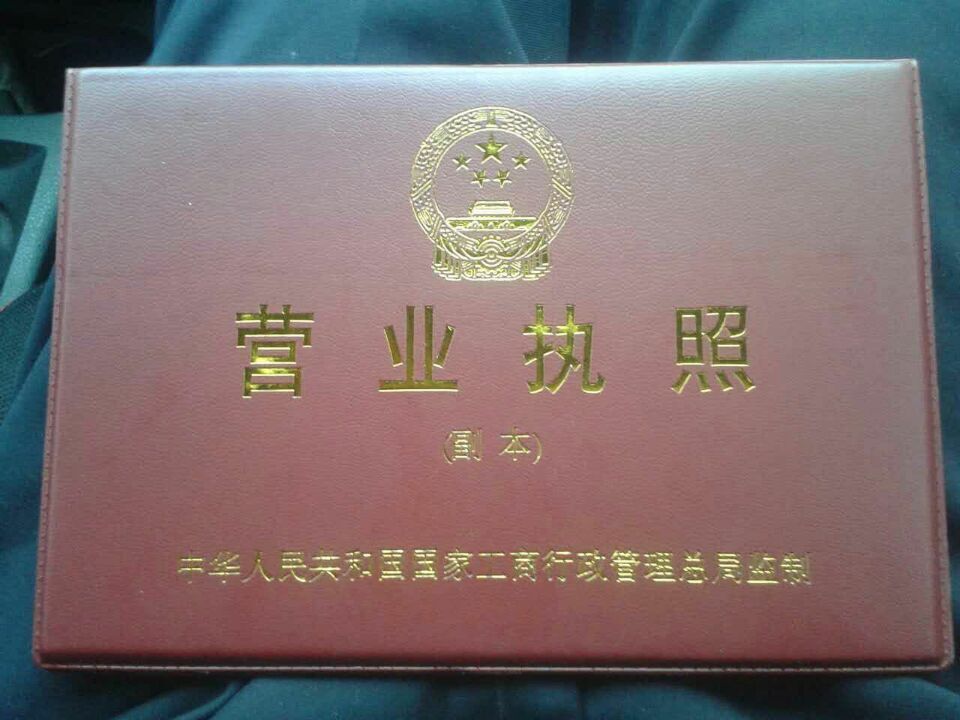 营业执照
(副本)
中华人民共和国国家工商行政管理总局监制